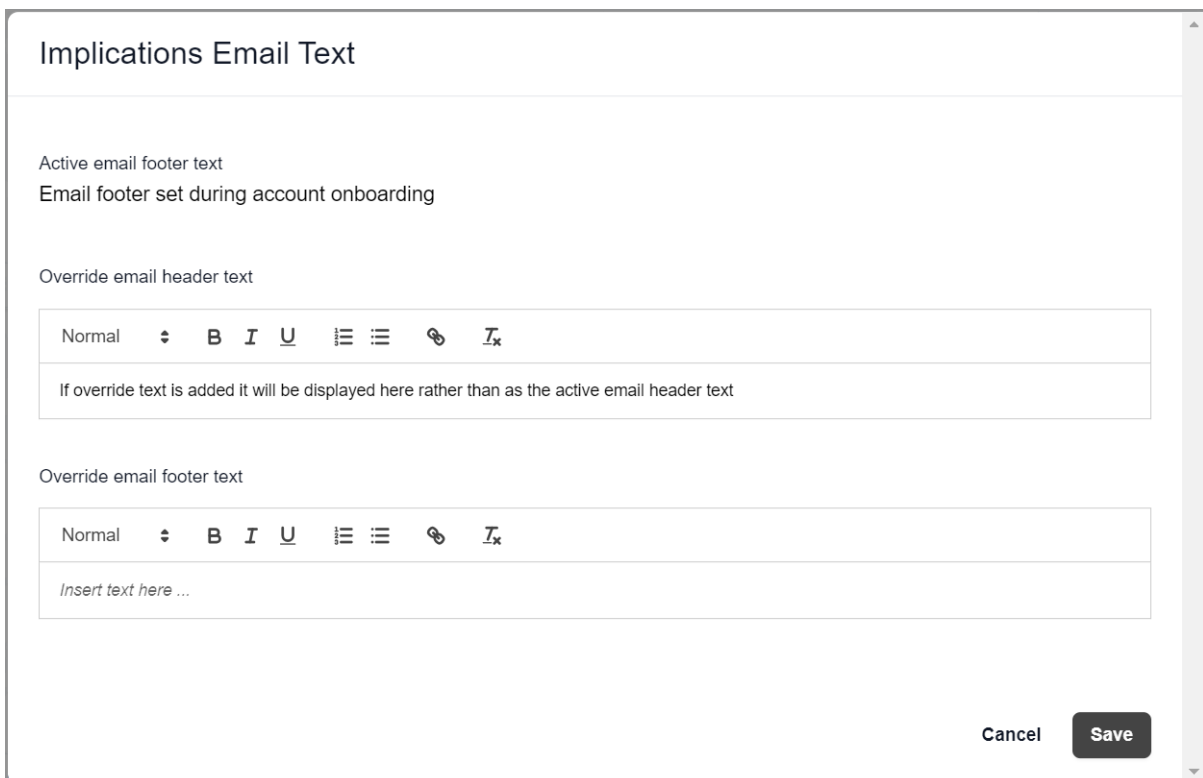 Implications Email Text
Active email footer text
Email footer set during account onboarding
Override email header text
Normal B I U Tx
If override text is added it will be displayed here rather than as the active email header text
Override email footer text
Normal B I U Tx
Insert text here ...
Cancel Save